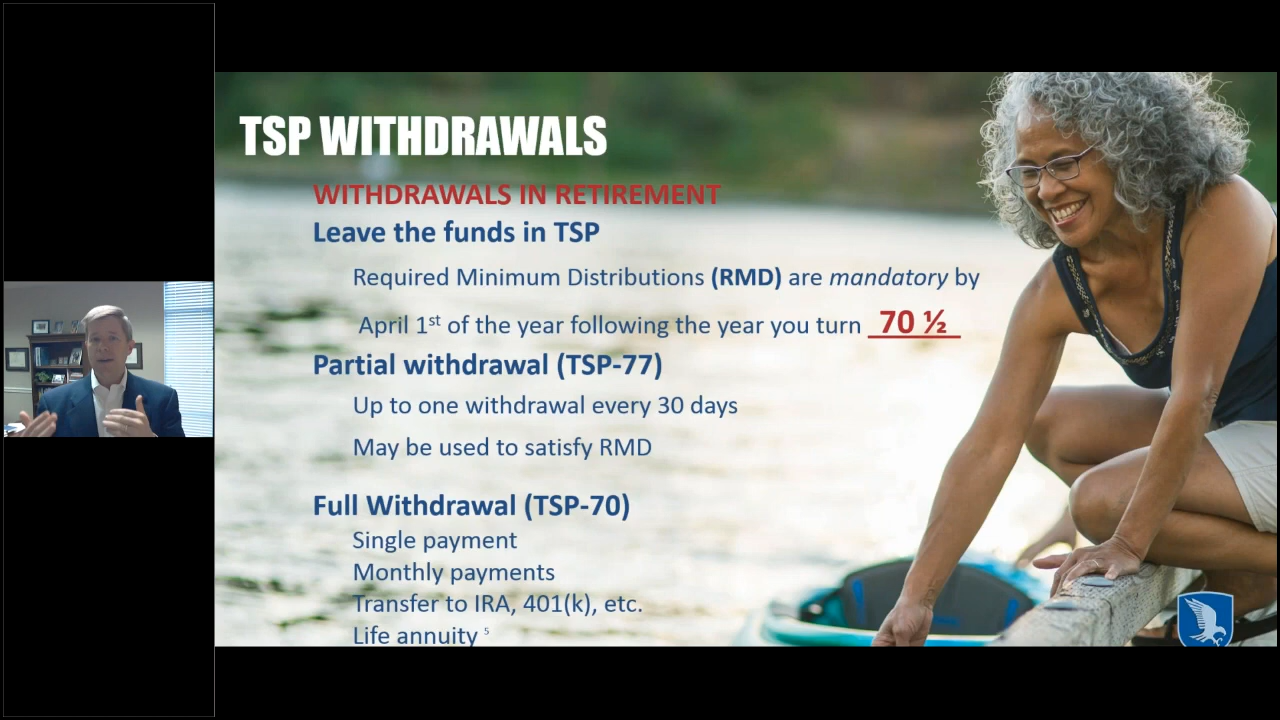 TSP WITHDRAWALS
WITHDRAWALS IN RETIREMENT
Leave the funds in TSP
Required Minimum Distributions (RMD) are mandatory by
April 1st of the year following the year you turn 70 ½
Partial withdrawal (TSP-77)
Up to one withdrawal every 30 days
May be used to satisfy RMD
Full Withdrawal (TSP-70)
Single payment
Monthly payments
Transfer to IRA, 401(k), etc.
Life annuity 5